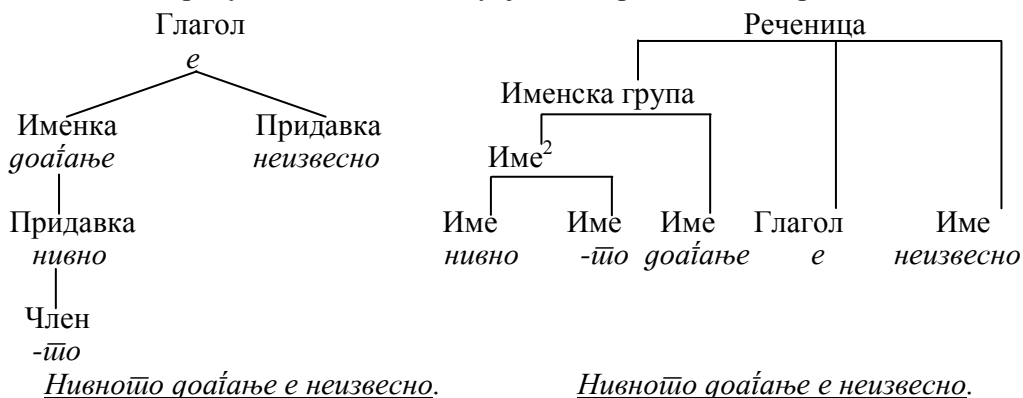 Глагол Реченица
е
Именска група
Именка Придавка
доаѓање неизвесно
Име²
Придавка Име Име Име Глагол Име
нивно нивно -то доаѓање е неизвесно
Член
-то
Нивното доаѓање е неизвесно. Нивното доаѓање е неизвесно.